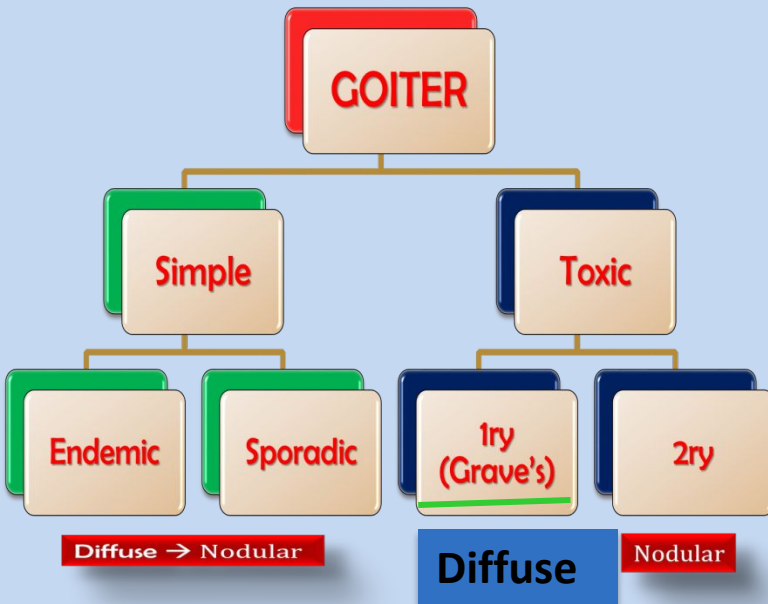 GOITER
Simple
Toxic
Endemic
Sporadic
1ry
(Grave's)
2ry
Diffuse → Nodular
Diffuse
Nodular